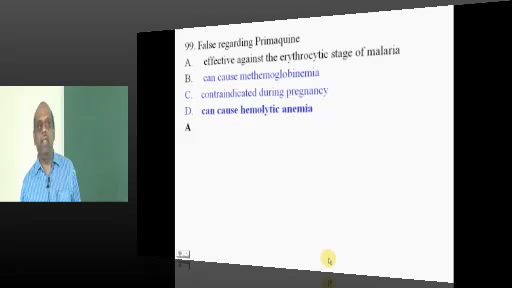 99. False regarding Primaquine
A. effective against the erythrocytic stage of malaria
B. can cause methemoglobinemia
C. contraindicated during pregnancy
D. can cause hemolytic anemia
A